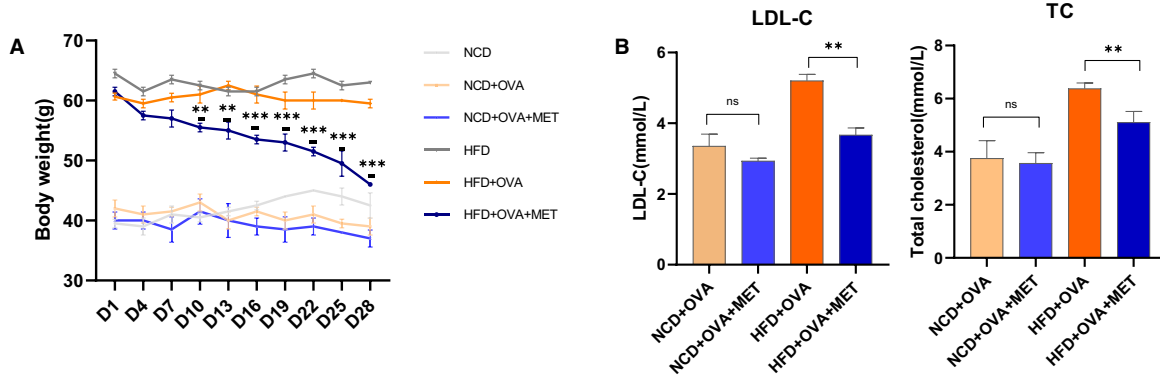 A
Body weight(g)
70
60
50
40
30
** ** *** *** *** *** ***
D1 D4 D7 D10 D13 D16 D19 D22 D25 D28
NCD
NCD+OVA
NCD+OVA+MET
HFD
HFD+OVA
HFD+OVA+MET
B
LDL-C
LDL-C(mmol/L)
6
4
2
0
ns
**
NCD+OVA
NCD+OVA+MET
HFD+OVA
HFD+OVA+MET
TC
Total cholesterol(mmol/L)
8
6
4
2
0
ns
**
NCD+OVA
NCD+OVA+MET
HFD+OVA
HFD+OVA+MET